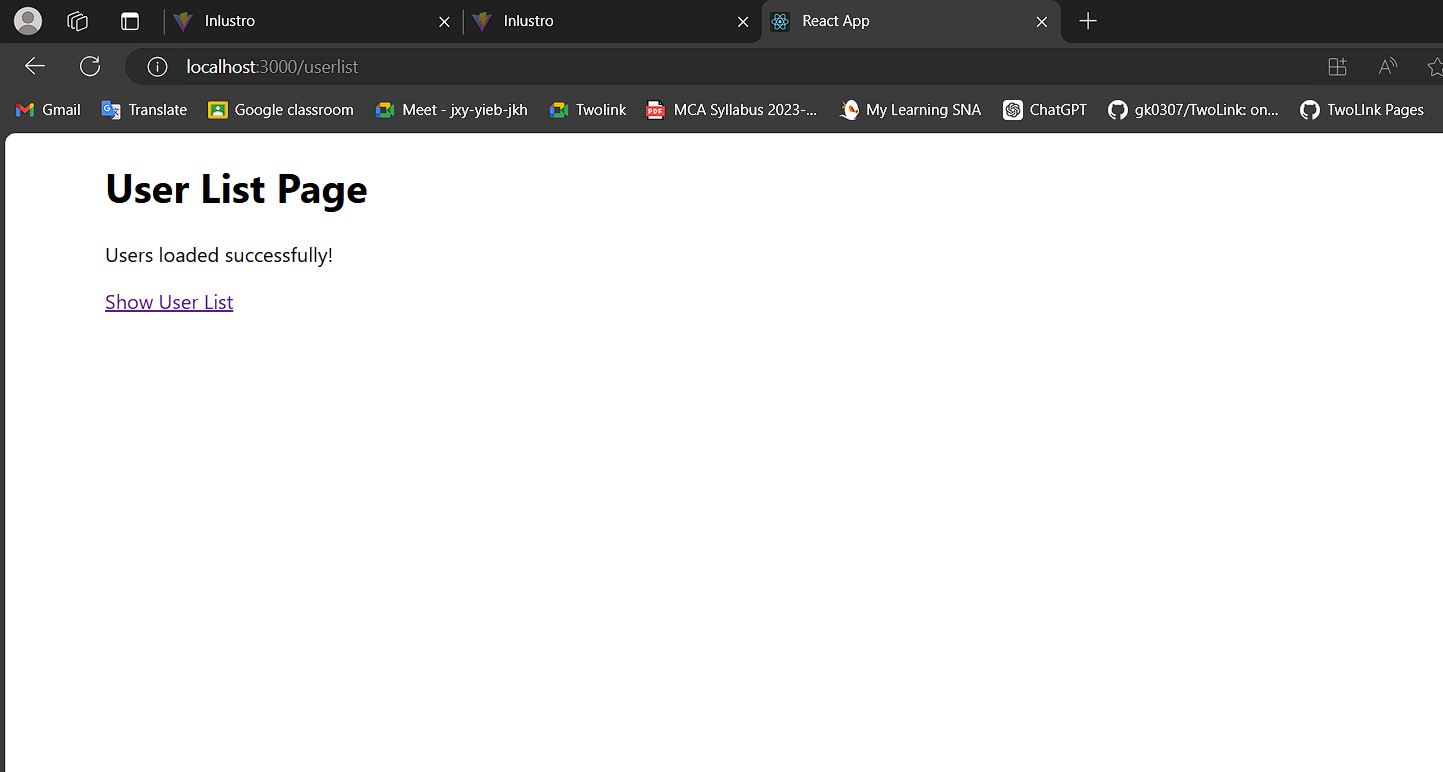 Inlustro
Inlustro
React App
localhost:3000/userlist
Gmail
Translate
Google classroom
Meet - jxy-yieb-jkh
Twolink
PDF
MCA Syllabus 2023-...
My Learning SNA
ChatGPT
gk0307/TwoLink: on...
TwoLInk Pages
User List Page
Users loaded successfully!
Show User List